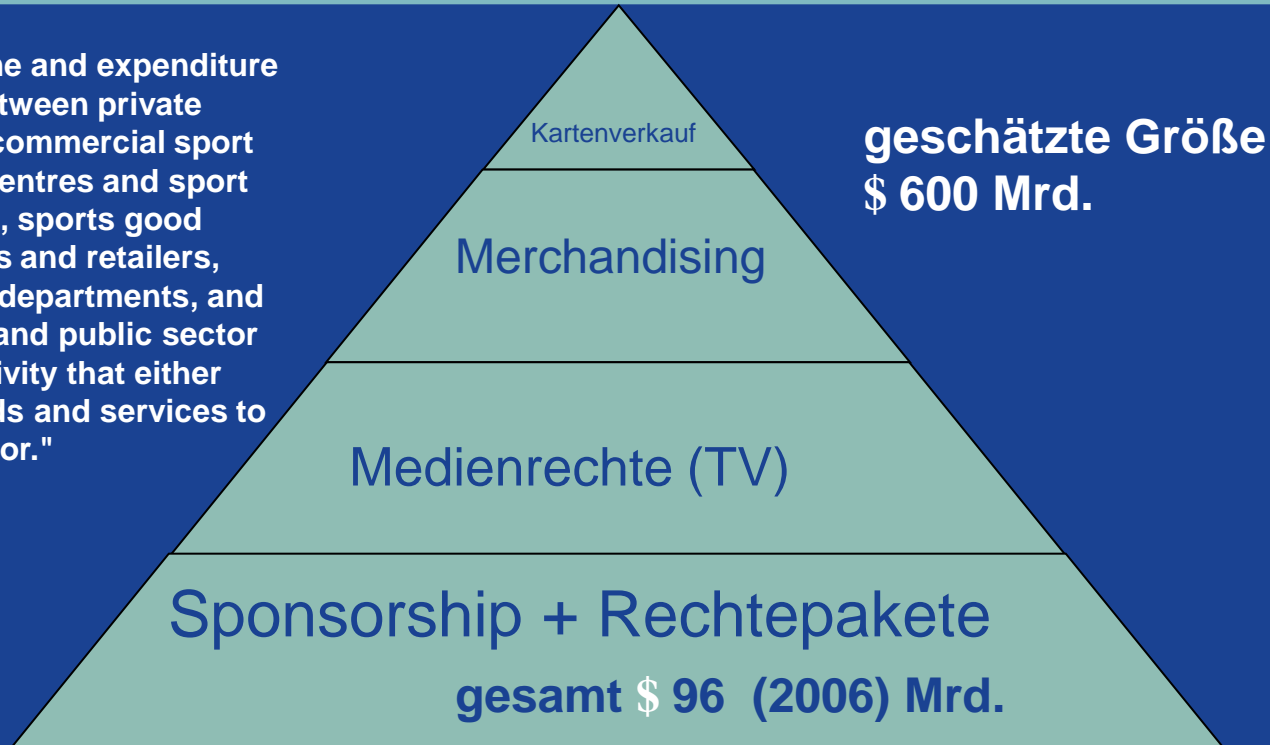 ne and expenditure
tween private
commercial sport
entres and sport
, sports good
s and retailers,
departments, and
and public sector
ivity that either
ls and services to
or."
Kartenverkauf
geschätzte Größe
$ 600 Mrd.
Merchandising
Medienrechte (TV)
Sponsorship + Rechtepakete
gesamt $ 96 (2006) Mrd.